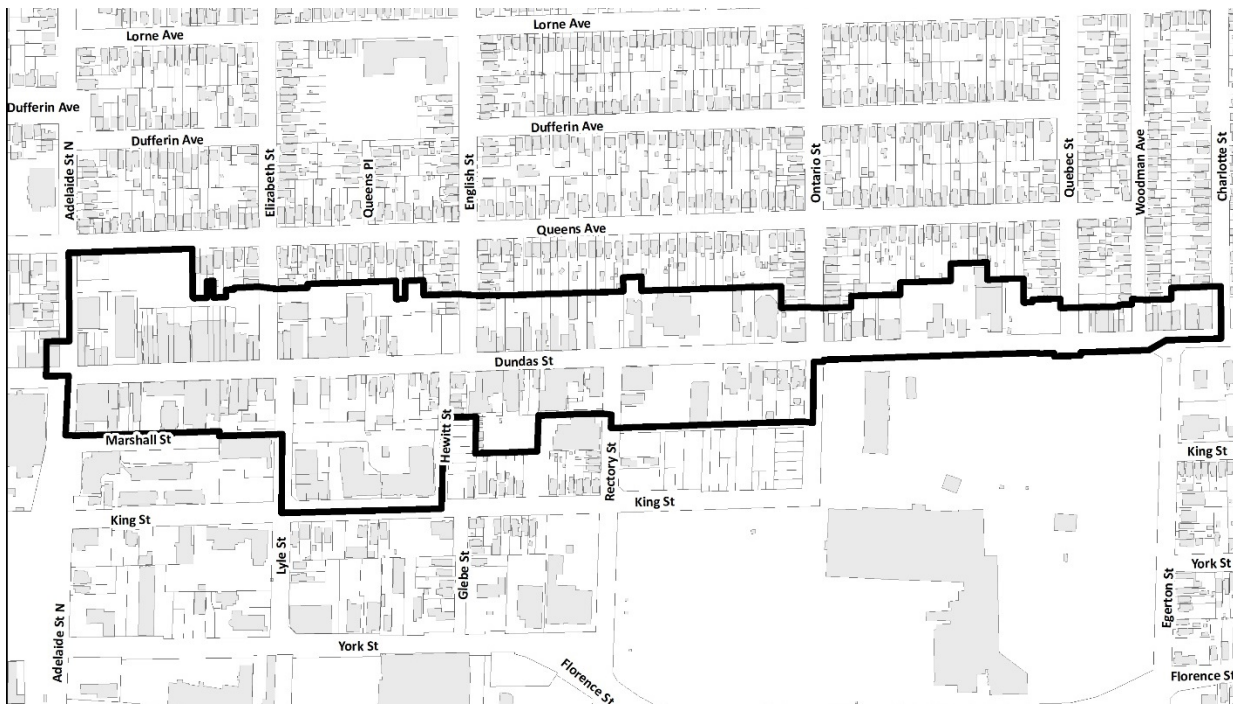 Lorne Ave
Lorne Ave
Dufferin Ave
Dufferin Ave
Dufferin Ave
Adelaide St N
Elizabeth St
Queens Pl
English St
Ontario St
Quebec St
Woodman Ave
Charlotte St
Queens Ave
Dundas St
Marshall St
Hewitt St
Rectory St
King St
King St
King St
Lyle St
Glebe St
York St
Egerton St
Adelaide St N
York St
Florence St
Florence St